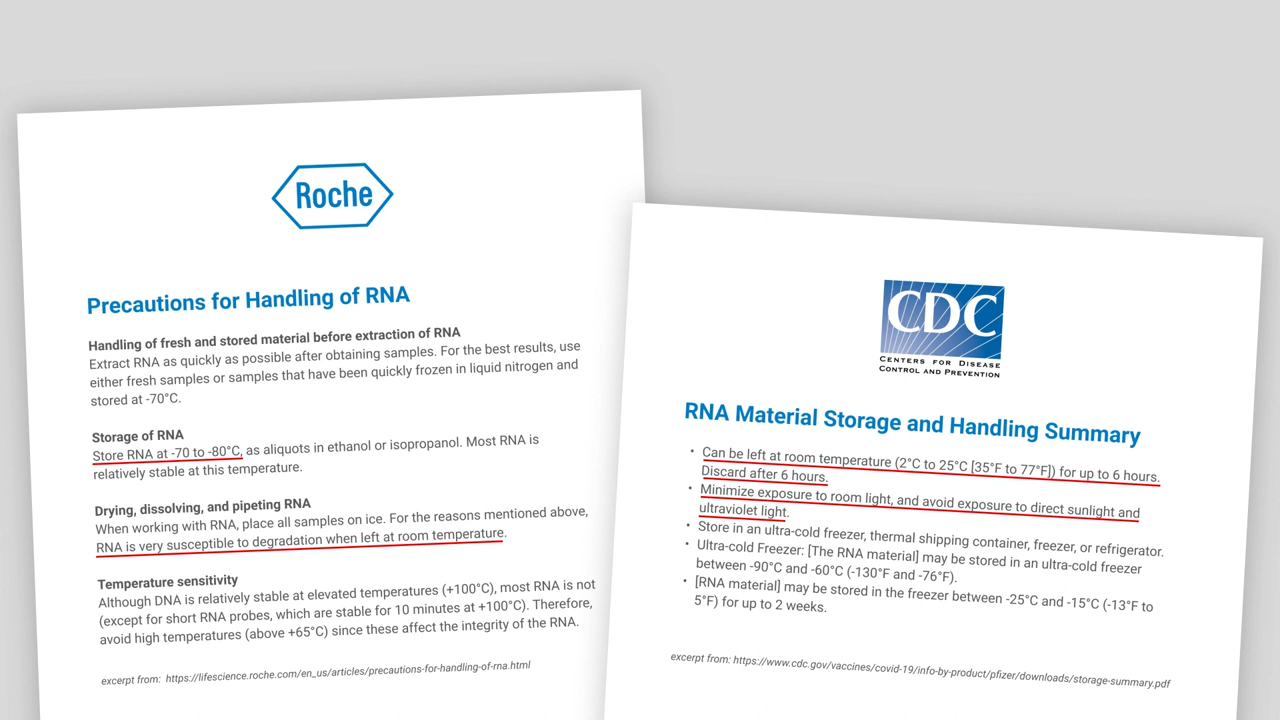 Roche
Precautions for Handling of RNA
Handling of fresh and stored material before extraction of RNA
Extract RNA as quickly as possible after obtaining samples. For the best results, use
either fresh samples or samples that have been quickly frozen in liquid nitrogen and
stored at -70°C.
Storage of RNA
Store RNA at -70 to -80°C, as aliquots in ethanol or isopropanol. Most RNA is
relatively stable at this temperature.
Drying, dissolving, and pipeting RNA
When working with RNA, place all samples on ice. For the reasons mentioned above,
RNA is very susceptible to degradation when left at room temperature.
Temperature sensitivity
Although DNA is relatively stable at elevated temperatures (+100°C), most RNA is not
(except for short RNA probes, which are stable for 10 minutes at +100°C). Therefore,
avoid high temperatures (above +65°C) since these affect the integrity of the RNA.
excerpt from: https://lifescience.roche.com/en_us/articles/precautions-for-handling-of-rna.html
CDC
CENTERS FOR DISEASE
CONTROL AND PREVENTION
RNA Material Storage and Handling Summary
• Can be left at room temperature (2°C to 25°C [35°F to 77°F]) for up to 6 hours.
Discard after 6 hours.
• Minimize exposure to room light, and avoid exposure to direct sunlight and
ultraviolet light.
• Store in an ultra-cold freezer, thermal shipping container, freezer, or refrigerator.
• Ultra-cold Freezer: [The RNA material] may be stored in an ultra-cold freezer
between -90°C and -60°C (-130°F and -76°F).
• [RNA material] may be stored in the freezer between -25°C and -15°C (-13°F to
5°F) for up to 2 weeks.
excerpt from: https://www.cdc.gov/vaccines/covid-19/info-by-product/pfizer/downloads/storage-summary.pdf